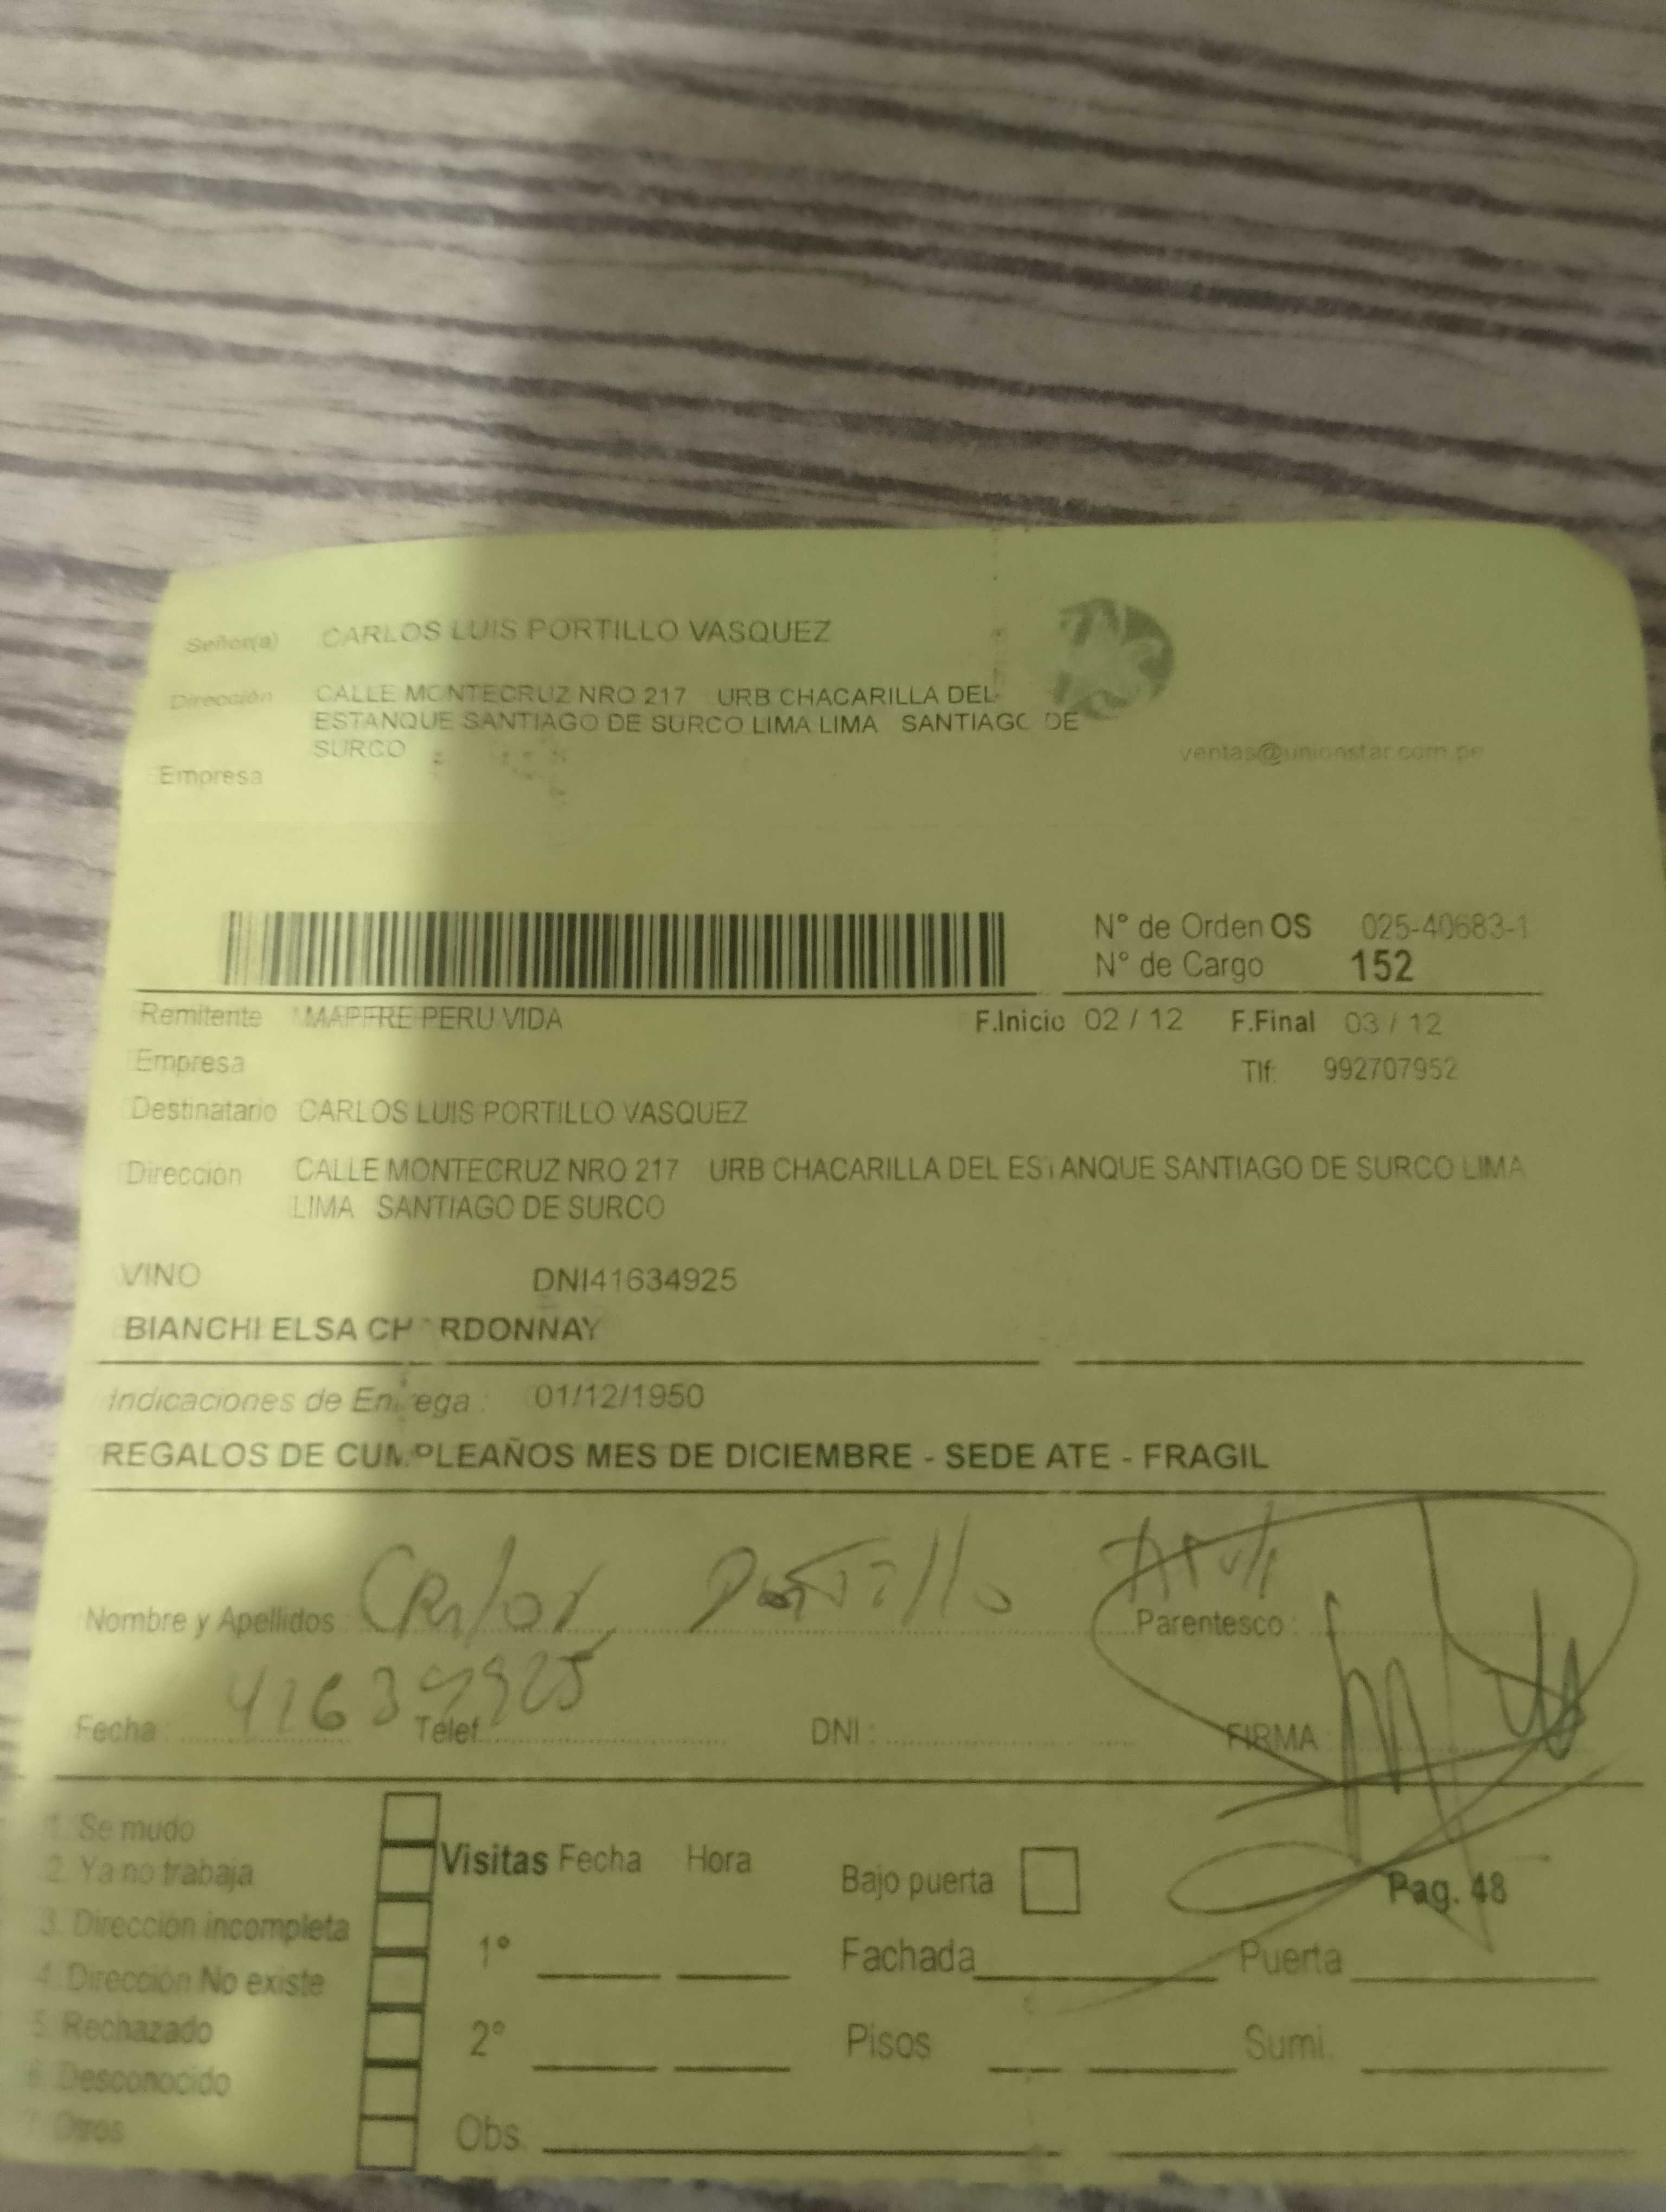 Señor(a) CARLOS LUIS PORTILLO VASQUEZ
Dirección CALLE MONTECRUZ NRO 217 URB CHACARILLA DEL
ESTANQUE SANTIAGO DE SURCO LIMA LIMA SANTIAGO DE
SURCO
ventas@unionstar.com.pe
Empresa
N° de Orden OS 025-40683-1
N° de Cargo 152
Remitente MAPFRE PERU VIDA F.Inicio 02 / 12 F.Final 03 / 12
Empresa Tlf: 992707952
Destinatario CARLOS LUIS PORTILLO VASQUEZ
Dirección CALLE MONTECRUZ NRO 217 URB CHACARILLA DEL ESTANQUE SANTIAGO DE SURCO LIMA
LIMA SANTIAGO DE SURCO
VINO DNI41634925
BIANCHI ELSA CHARDONNAY
Indicaciones de Entrega : 01/12/1950
REGALOS DE CUMPLEAÑOS MES DE DICIEMBRE - SEDE ATE - FRAGIL
Nombre y Apellidos : Carlos Portillo Parentesco :
Fecha : 41634925 Telef. DNI : FIRMA :
1. Se mudo
2. Ya no trabaja
3. Dirección incompleta
4. Dirección No existe
5. Rechazado
6. Desconocido
7. Otros
Visitas Fecha Hora
1°
2°
Obs.
Bajo puerta Pag. 48
Fachada Puerta
Pisos Sumi.